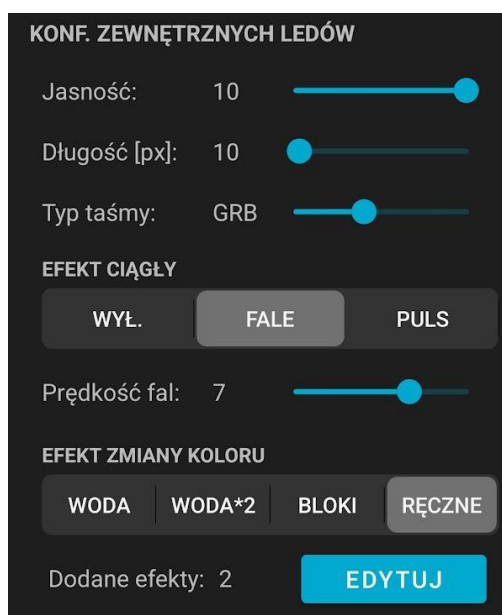 KONF. ZEWNĘTRZNYCH LEDÓW
Jasność: 10
Długość [px]: 10
Typ taśmy: GRB
EFEKT CIĄGŁY
WYŁ. FALE PULS
Prędkość fal: 7
EFEKT ZMIANY KOLORU
WODA WODA*2 BLOKI RĘCZNE
Dodane efekty: 2 EDYTUJ